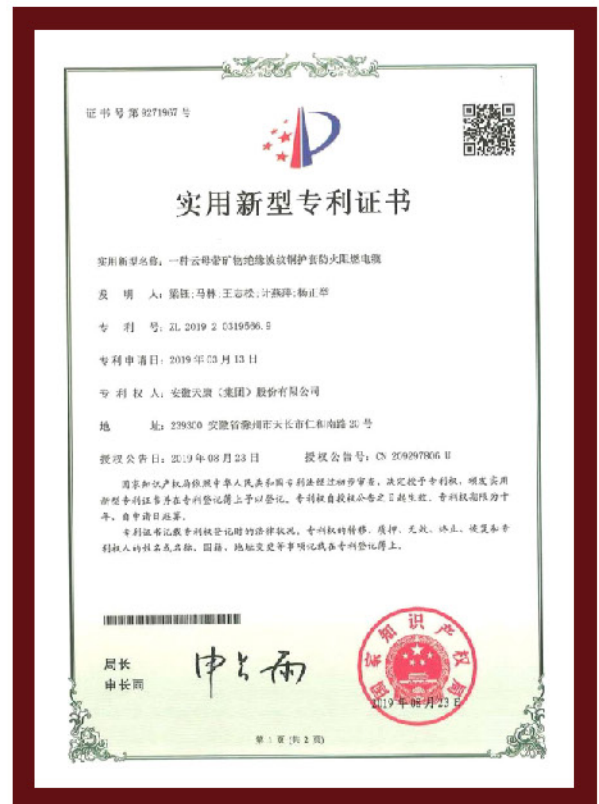 证书号第9271967号
实用新型专利证书
实用新型名称：一种云母带矿物绝缘波纹铜护套防火阻燃电缆
发 明 人：梁钰;马林;王志稳;计燕萍;杨正平
专 利 号：ZL 2019 2 0319566.9
专利申请日：2019年03月13日
专 利 权 人：安徽天康（集团）股份有限公司
地 址：239300 安徽省滁州市天长市仁和南路20号
授权公告日：2019年08月23日 授权公告号：CN 209297806 U
国家知识产权局依照中华人民共和国专利法经过初步审查，决定授予专利权，颁发实用
新型专利证书并在专利登记簿上予以登记。专利权自授权公告之日起生效。专利权期限为十
年，自申请日起算。
专利证书记载专利权登记时的法律状况。专利权的转移、质押、无效、终止、恢复和专
利权人的姓名或名称、国籍、地址变更等事项记载在专利登记簿上。
局长
申长雨
申长雨
国家知识产权局
2019年08月23日
第 1 页 (共 2 页)